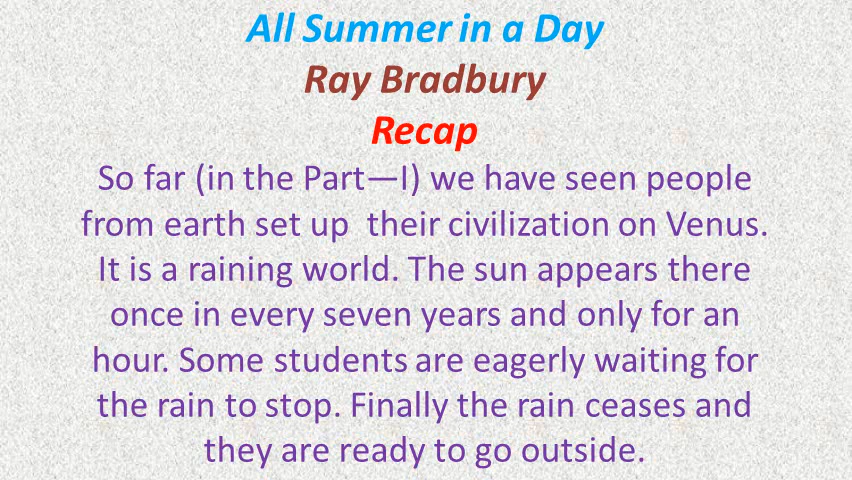 All Summer in a Day
Ray Bradbury
Recap
So far (in the Part—I) we have seen people
from earth set up  their civilization on Venus.
It is a raining world. The sun appears there
once in every seven years and only for an
hour. Some students are eagerly waiting for
the rain to stop. Finally the rain ceases and
they are ready to go outside.